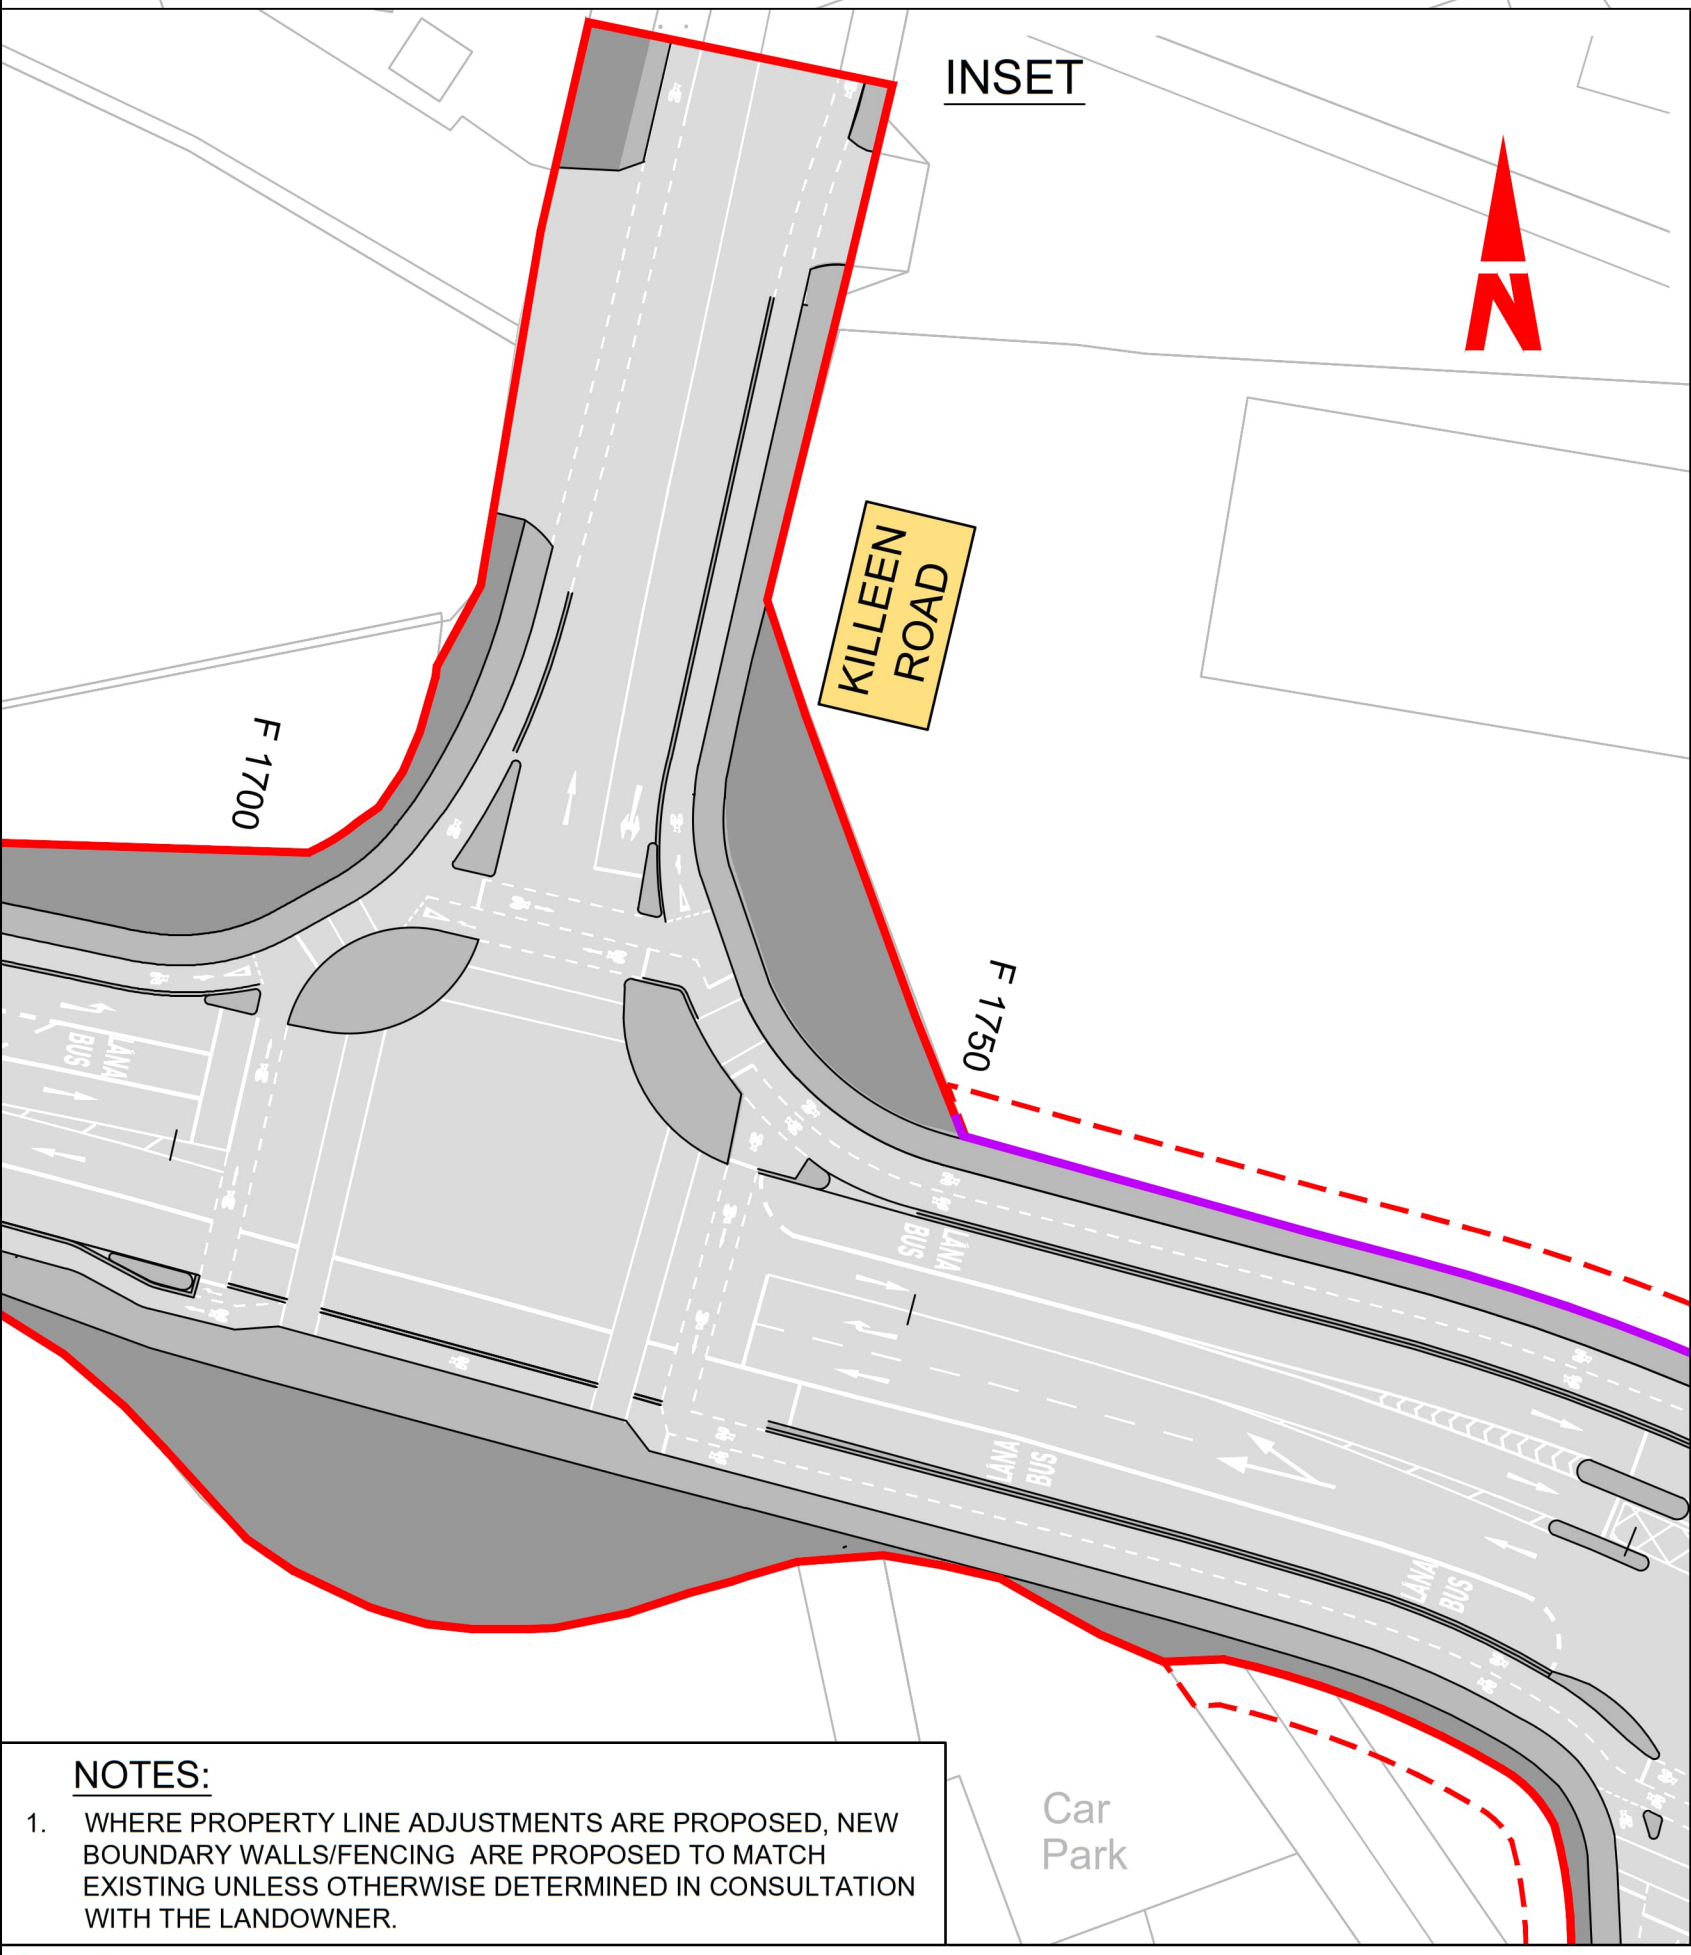 INSET
N
KILLEEN
ROAD
F 1700
F 1750
LÁNA
BUS
LÁNA
BUS
LÁNA
BUS
LÁNA
BUS
NOTES:
1. WHERE PROPERTY LINE ADJUSTMENTS ARE PROPOSED, NEW
BOUNDARY WALLS/FENCING ARE PROPOSED TO MATCH
EXISTING UNLESS OTHERWISE DETERMINED IN CONSULTATION
WITH THE LANDOWNER.
Car
Park